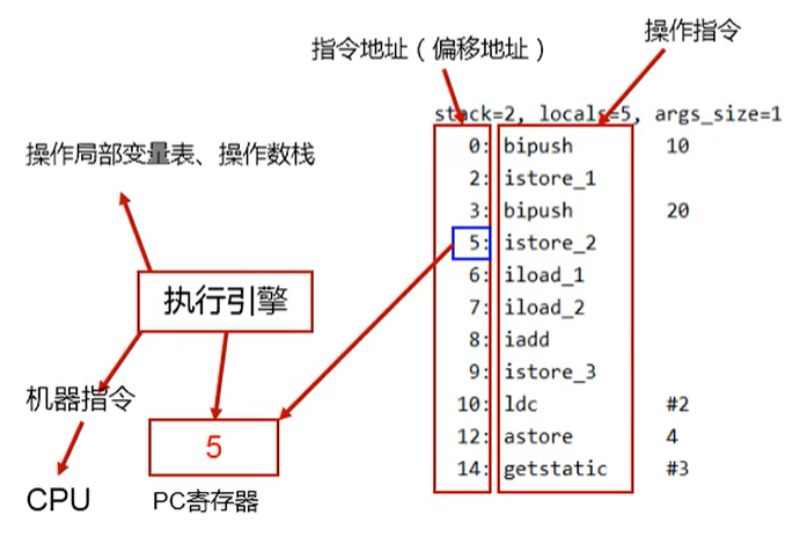 操作指令
指令地址（偏移地址）
stack=2, locals=5, args_size=1
0: bipush 10
2: istore_1
3: bipush 20
5: istore_2
6: iload_1
7: iload_2
8: iadd
9: istore_3
10: ldc #2
12: astore 4
14: getstatic #3
操作局部变量表、操作数栈
执行引擎
机器指令
5
CPU
PC寄存器